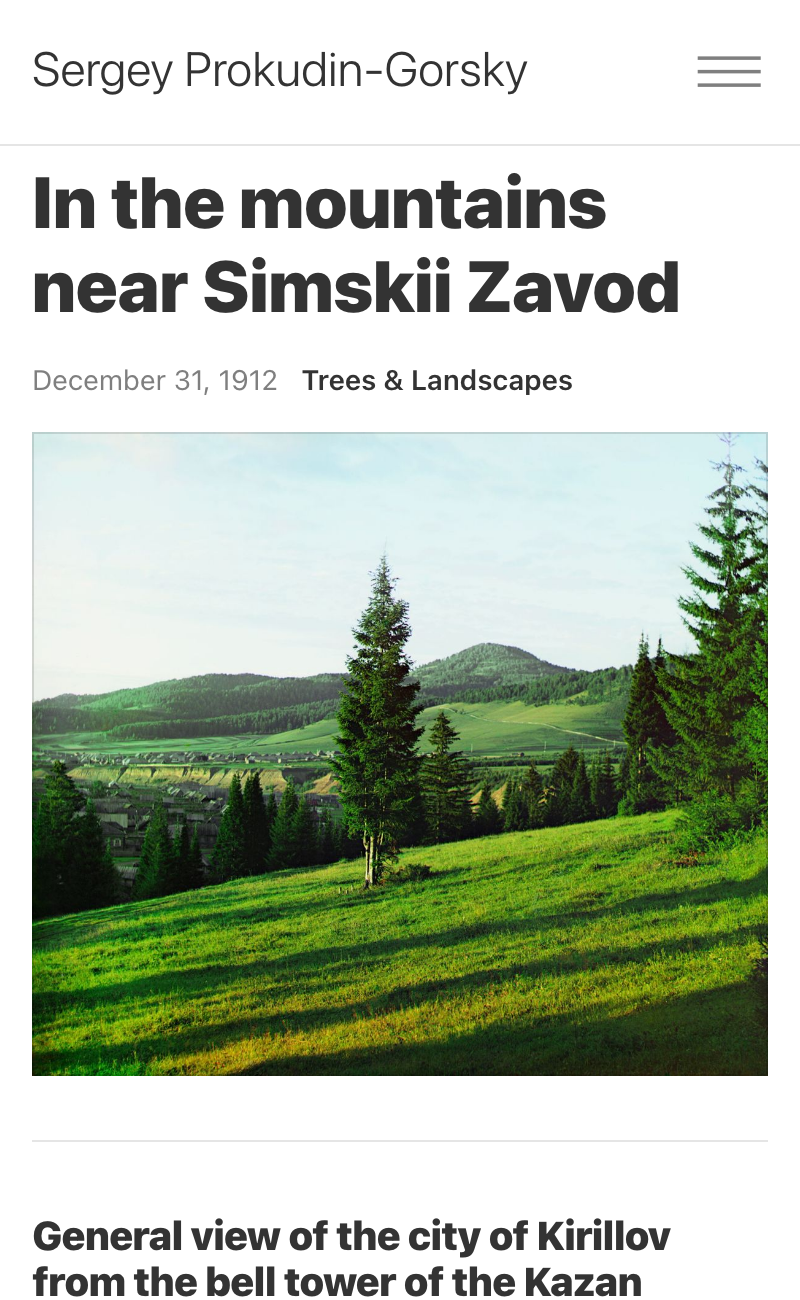 Sergey Prokudin-Gorsky
In the mountains
near Simskii Zavod
December 31, 1912 Trees & Landscapes
General view of the city of Kirillov
from the bell tower of the Kazan